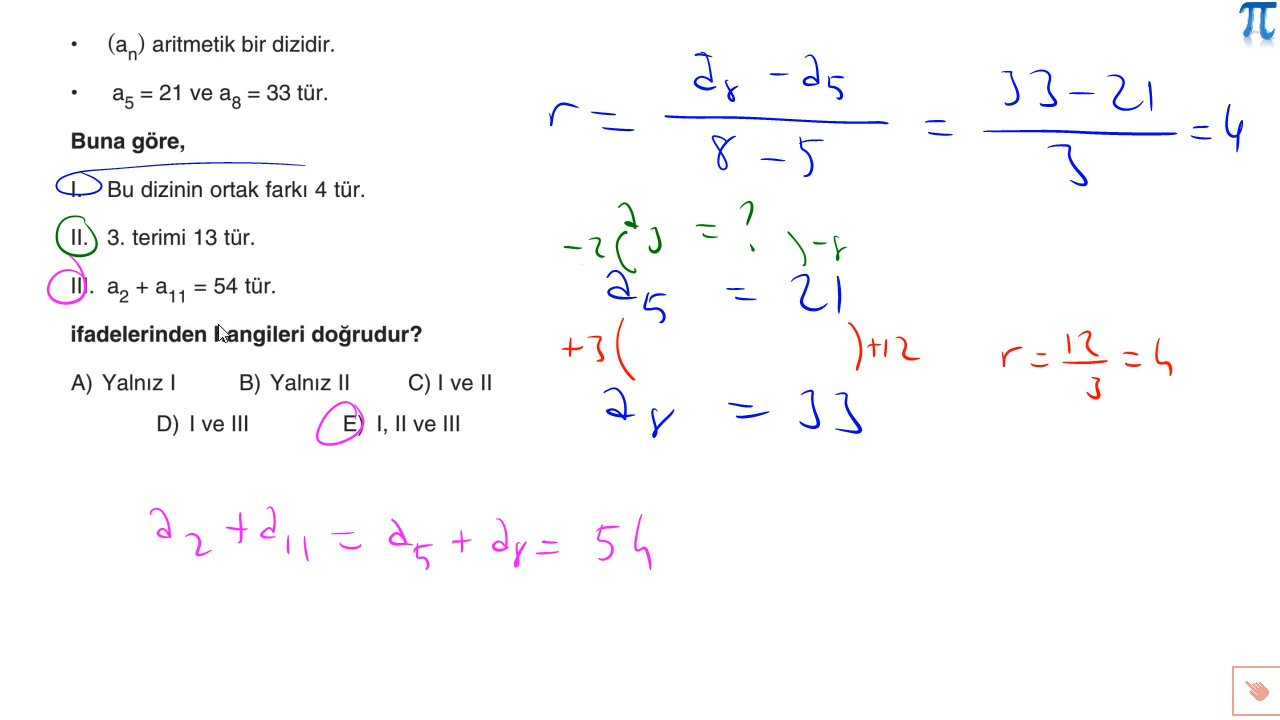 • (aₙ) aritmetik bir dizidir.
• a₅ = 21 ve a₈ = 33 tür.
Buna göre,
I. Bu dizinin ortak farkı 4 tür.
II. 3. terimi 13 tür.
III. a₂ + a₁₁ = 54 tür.
ifadelerinden hangileri doğrudur?
A) Yalnız I B) Yalnız II C) I ve II
D) I ve III E) I, II ve III
r = (a₈ - a₅) / (8 - 5) = (33 - 21) / 3 = 4
-2( a₃ = ? )-8
a₅ = 21
+3( )+12
a₈ = 33
r = 12/3 = 4
a₂ + a₁₁ = a₅ + a₈ = 54
π